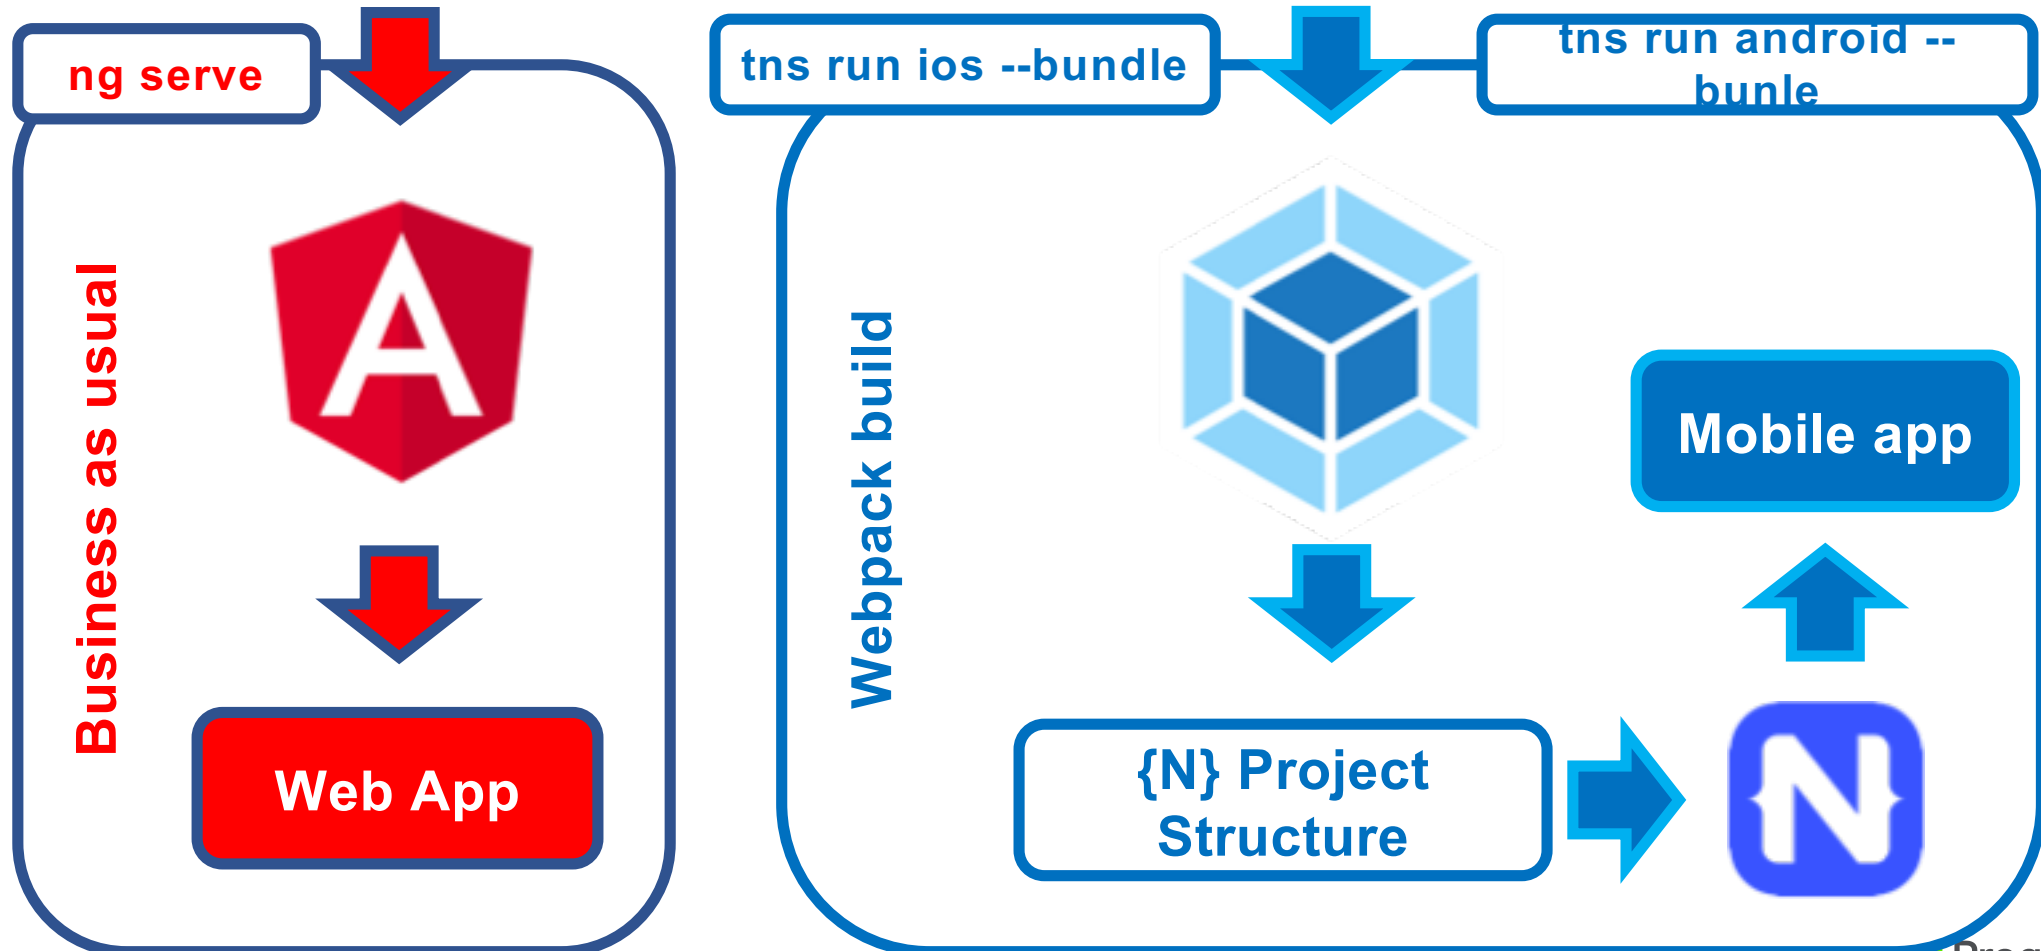 ng serve
tns run ios --bundle
tns run android --
bunle
Business as usual
Webpack build
Mobile app
Web App
{N} Project
Structure